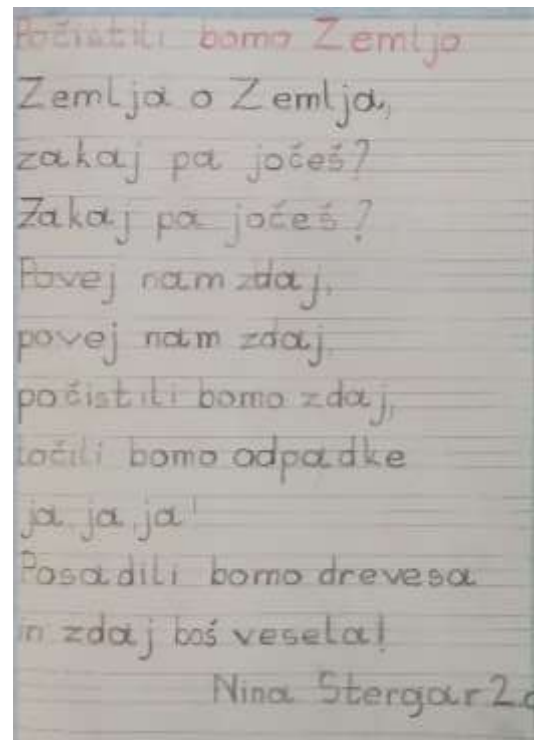 Počistili bomo Zemljo
Zemlja o Zemlja,
zakaj pa jočeš?
Zakaj pa jočeš?
Povej nam zdaj,
povej nam zdaj,
počistili bomo zdaj,
ločili bomo odpadke
ja, ja, ja!
Posadili bomo drevesa
in zdaj boš vesela!
Nina Stergar 2.